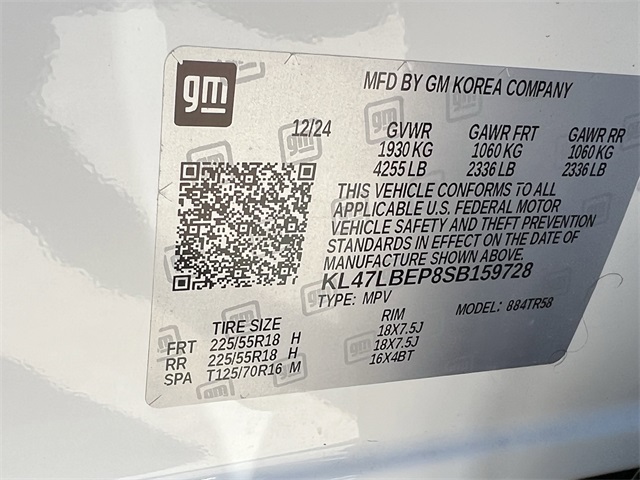 gm
MFD BY GM KOREA COMPANY
12/24 GVWR GAWR FRT GAWR RR
1930 KG 1060 KG 1060 KG
4255 LB 2336 LB 2336 LB
THIS VEHICLE CONFORMS TO ALL
APPLICABLE U.S. FEDERAL MOTOR
VEHICLE SAFETY AND THEFT PREVENTION
STANDARDS IN EFFECT ON THE DATE OF
MANUFACTURE SHOWN ABOVE.
KL47LBEP8SB159728
TYPE: MPV MODEL: 884TR58
TIRE SIZE RIM
FRT 225/55R18 H 18X7.5J
RR 225/55R18 H 18X7.5J
SPA T125/70R16 M 16X4BT